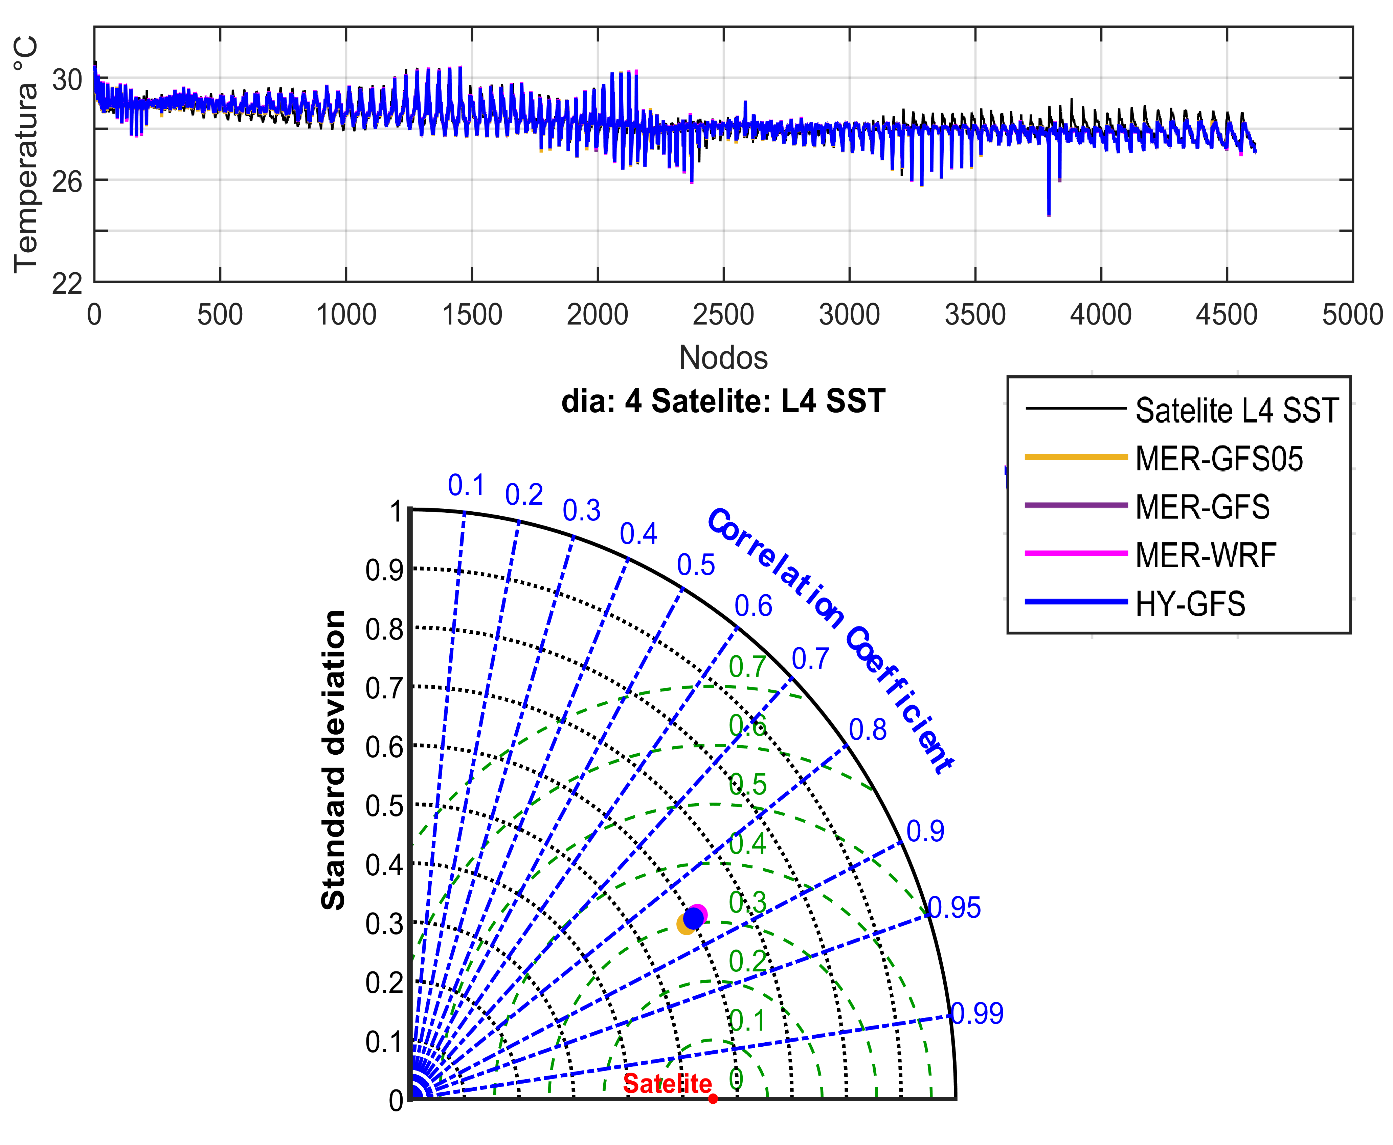 Temperatura °C
30
26
22
0 500 1000 1500 2000 2500 3000 3500 4000 4500 5000
Nodos
dia: 4 Satelite: L4 SST
Satelite L4 SST
MER-GFS05
MER-GFS
MER-WRF
HY-GFS
Standard deviation
1
0.9
0.8
0.7
0.6
0.5
0.4
0.3
0.2
0.1
0
0.1 0.2 0.3 0.4 0.5 0.6 0.7 0.8 0.9 0.95 0.99
Correlation Coefficient
0.7
0.6
0.5
0.4
0.3
0.2
0.1
0
Satelite